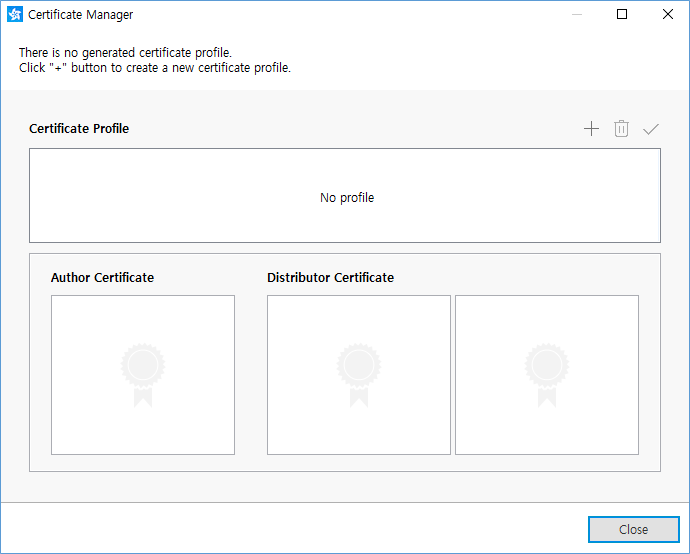 Certificate Manager
There is no generated certificate profile.
Click "+" button to create a new certificate profile.
Certificate Profile
No profile
Author Certificate
Distributor Certificate
Close